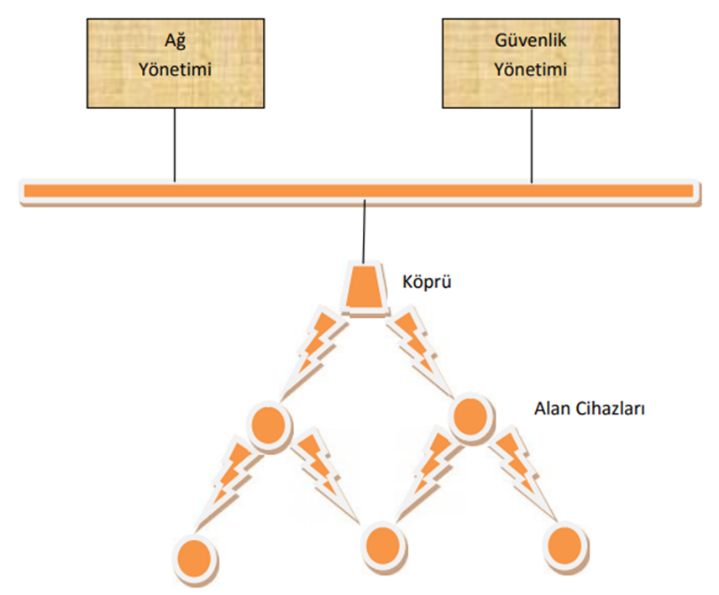 Ağ
Yönetimi
Güvenlik
Yönetimi
Köprü
Alan Cihazları